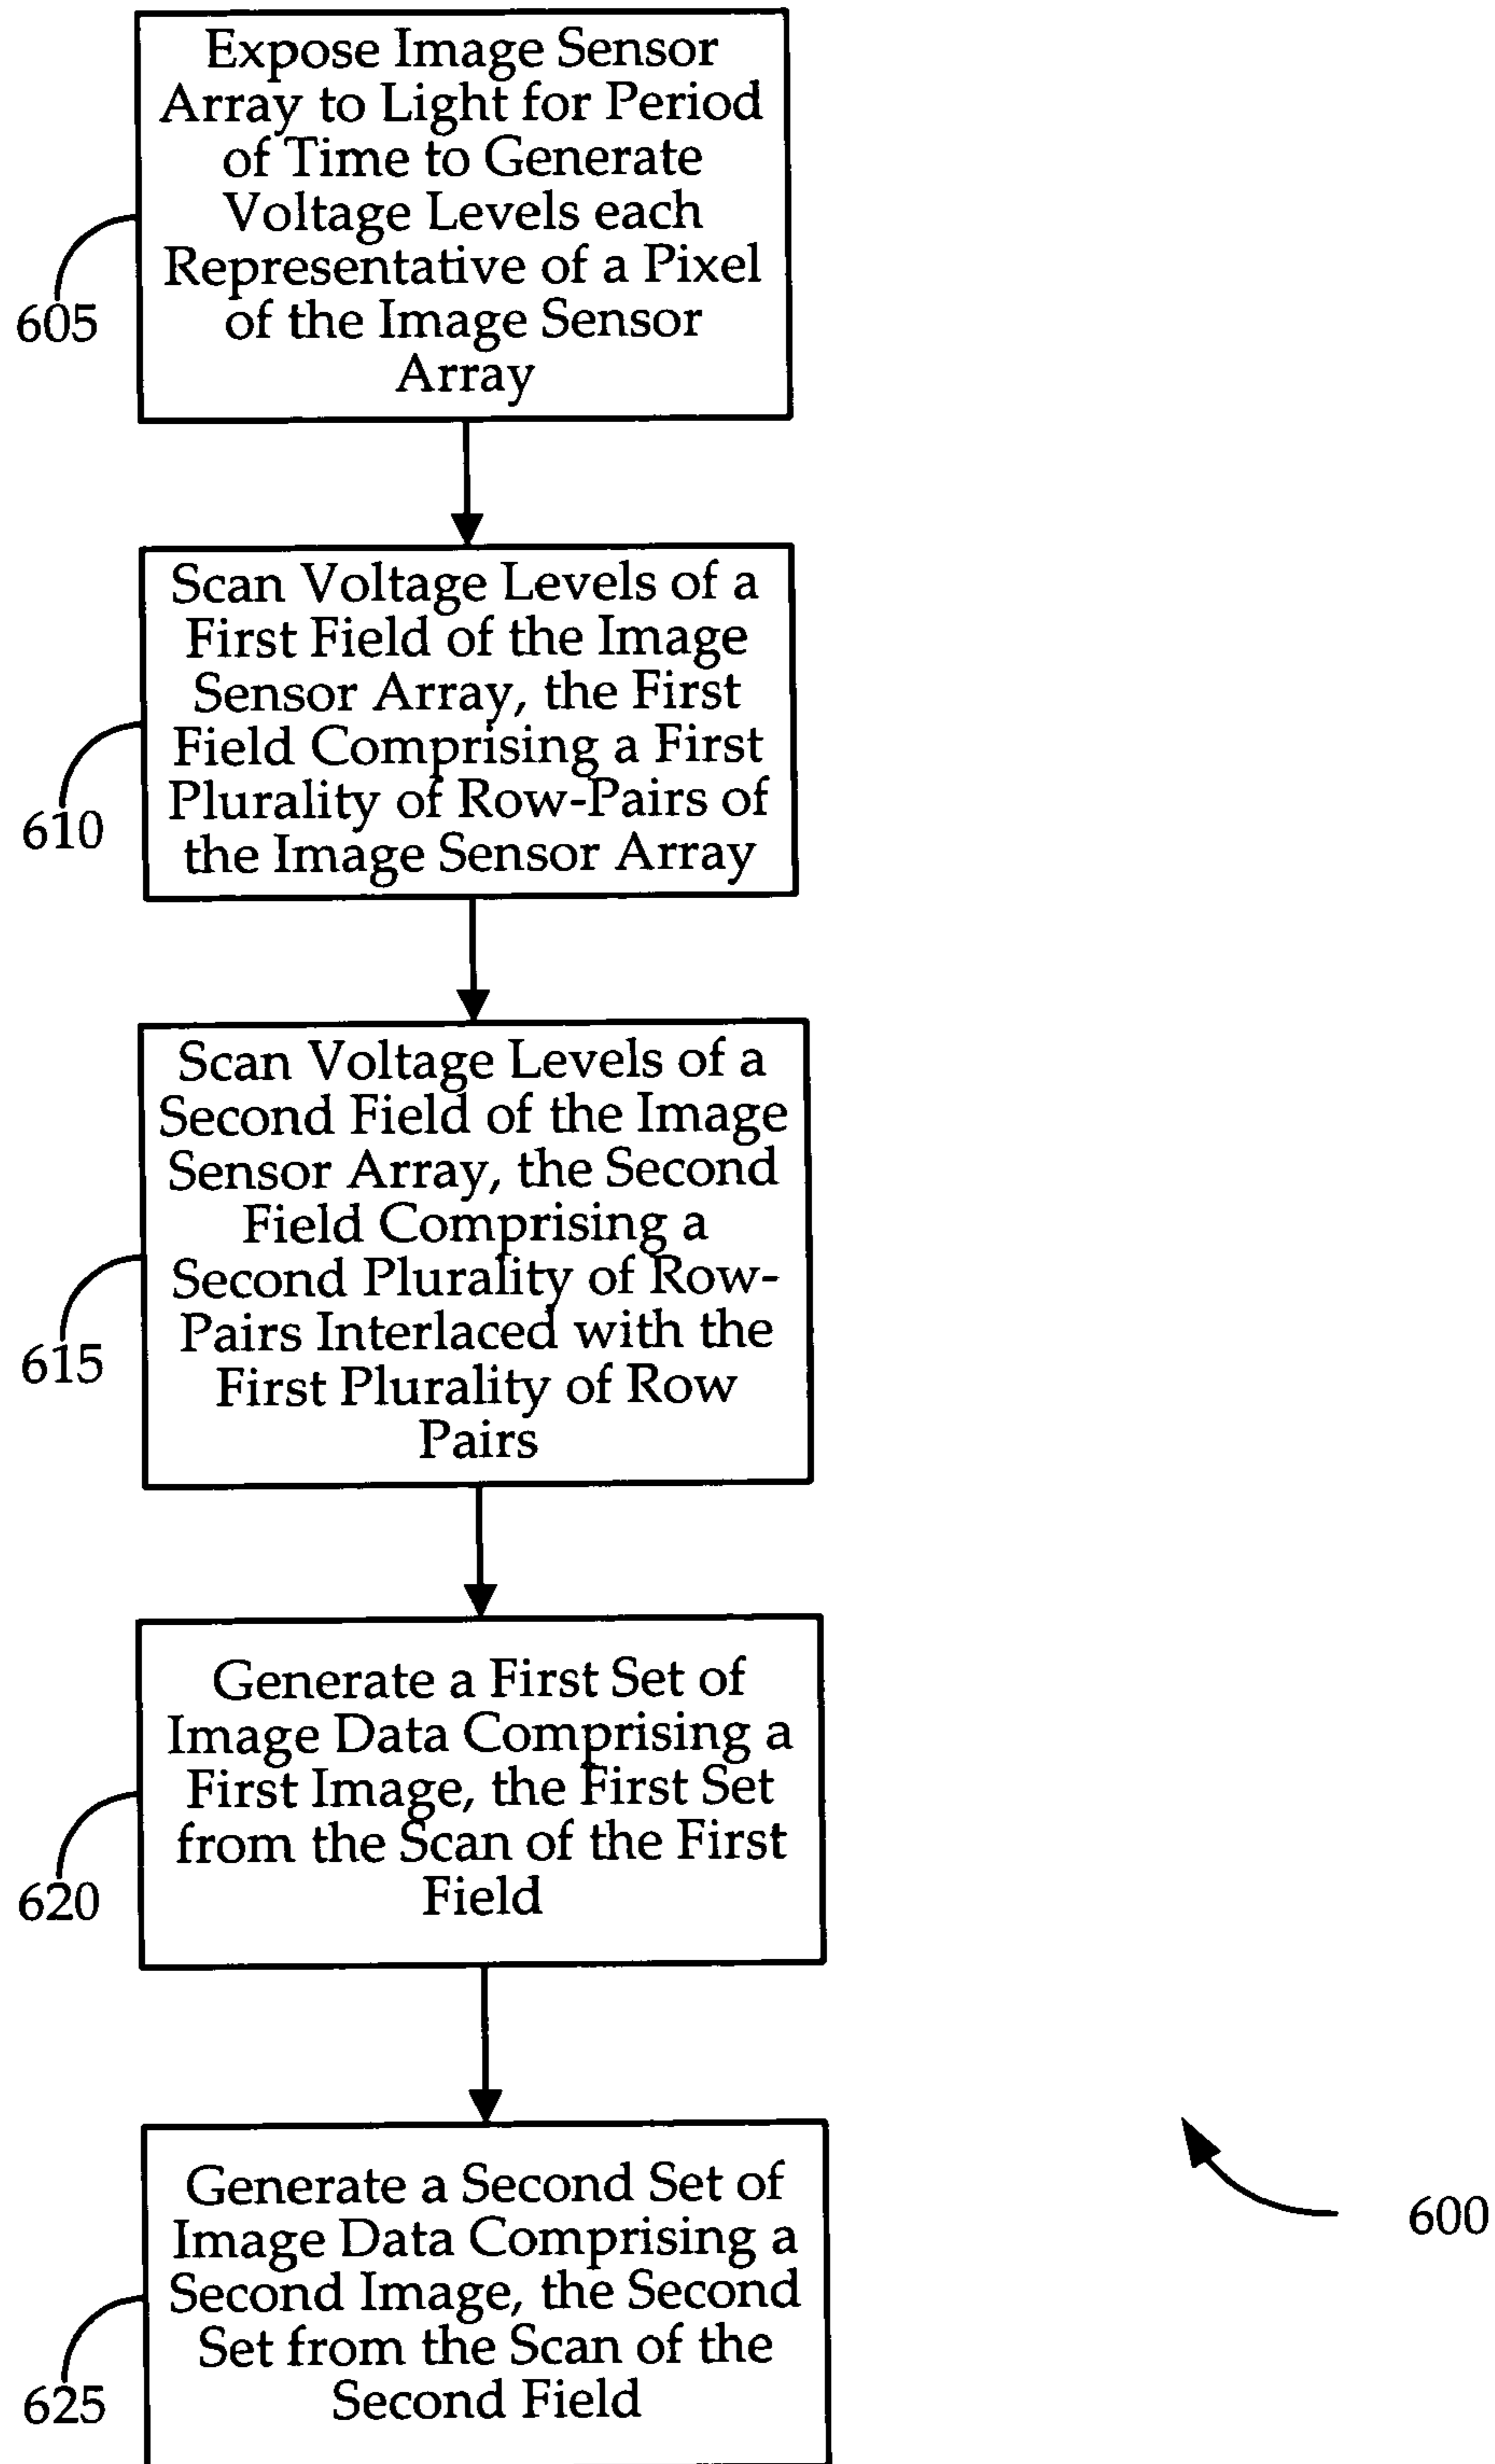 Expose Image Sensor
Array to Light for Period
of Time to Generate
Voltage Levels each
Representative of a Pixel
of the Image Sensor
Array
605
Scan Voltage Levels of a
First Field of the Image
Sensor Array, the First
Field Comprising a First
Plurality of Row-Pairs of
the Image Sensor Array
610
Scan Voltage Levels of a
Second Field of the Image
Sensor Array, the Second
Field Comprising a
Second Plurality of Row-
Pairs Interlaced with the
First Plurality of Row
Pairs
615
Generate a First Set of
Image Data Comprising a
First Image, the First Set
from the Scan of the First
Field
620
Generate a Second Set of
Image Data Comprising a
Second Image, the Second
Set from the Scan of the
Second Field
625
600